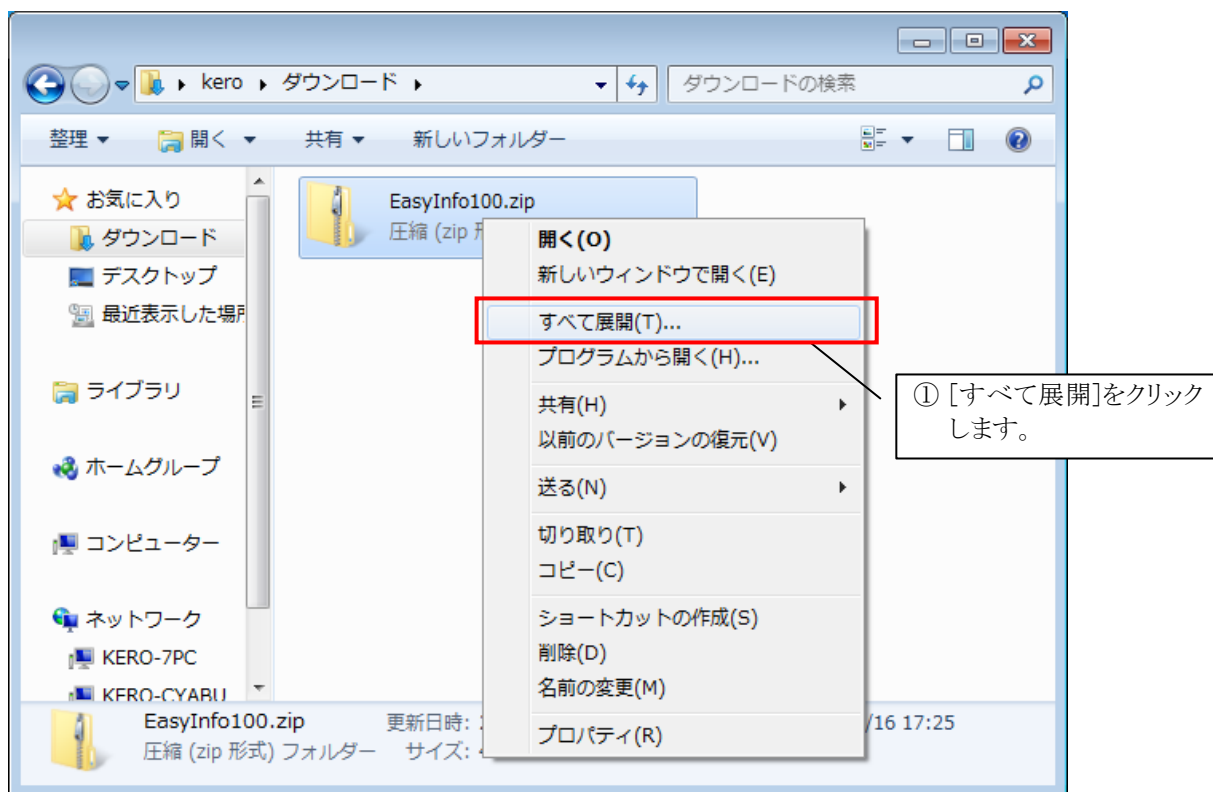 kero ダウンロード
ダウンロードの検索
整理 開く 共有 新しいフォルダー
お気に入り
ダウンロード
デスクトップ
最近表示した場所
ライブラリ
ホームグループ
コンピューター
ネットワーク
KERO-7PC
KERO-CYABU
EasyInfo100.zip
圧縮 (zip 形
開く(O)
新しいウィンドウで開く(E)
すべて展開(T)...
プログラムから開く(H)...
共有(H)
以前のバージョンの復元(V)
送る(N)
切り取り(T)
コピー(C)
ショートカットの作成(S)
削除(D)
名前の変更(M)
プロパティ(R)
① [すべて展開]をクリック
します。
EasyInfo100.zip 更新日時: /16 17:25
圧縮 (zip 形式) フォルダー サイズ: